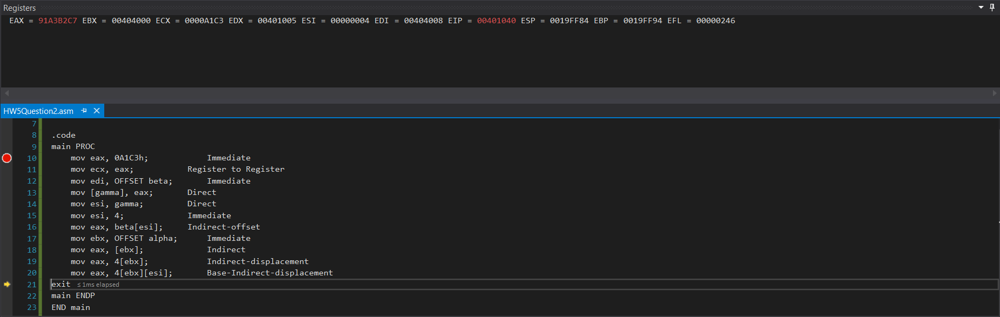 Registers
EAX = 91A3B2C7 EBX = 00404000 ECX = 0000A1C3 EDX = 00401005 ESI = 00000004 EDI = 00404008 EIP = 00401040 ESP = 0019FF84 EBP = 0019FF94 EFL = 00000246
HW5Question2.asm
7
8 .code
9 main PROC
10 mov eax, 0A1C3h; Immediate
11 mov ecx, eax; Register to Register
12 mov edi, OFFSET beta; Immediate
13 mov [gamma], eax; Direct
14 mov esi, gamma; Direct
15 mov esi, 4; Immediate
16 mov eax, beta[esi]; Indirect-offset
17 mov ebx, OFFSET alpha; Immediate
18 mov eax, [ebx]; Indirect
19 mov eax, 4[ebx]; Indirect-displacement
20 mov eax, 4[ebx][esi]; Base-Indirect-displacement
21 exit ≤ 1ms elapsed
22 main ENDP
23 END main